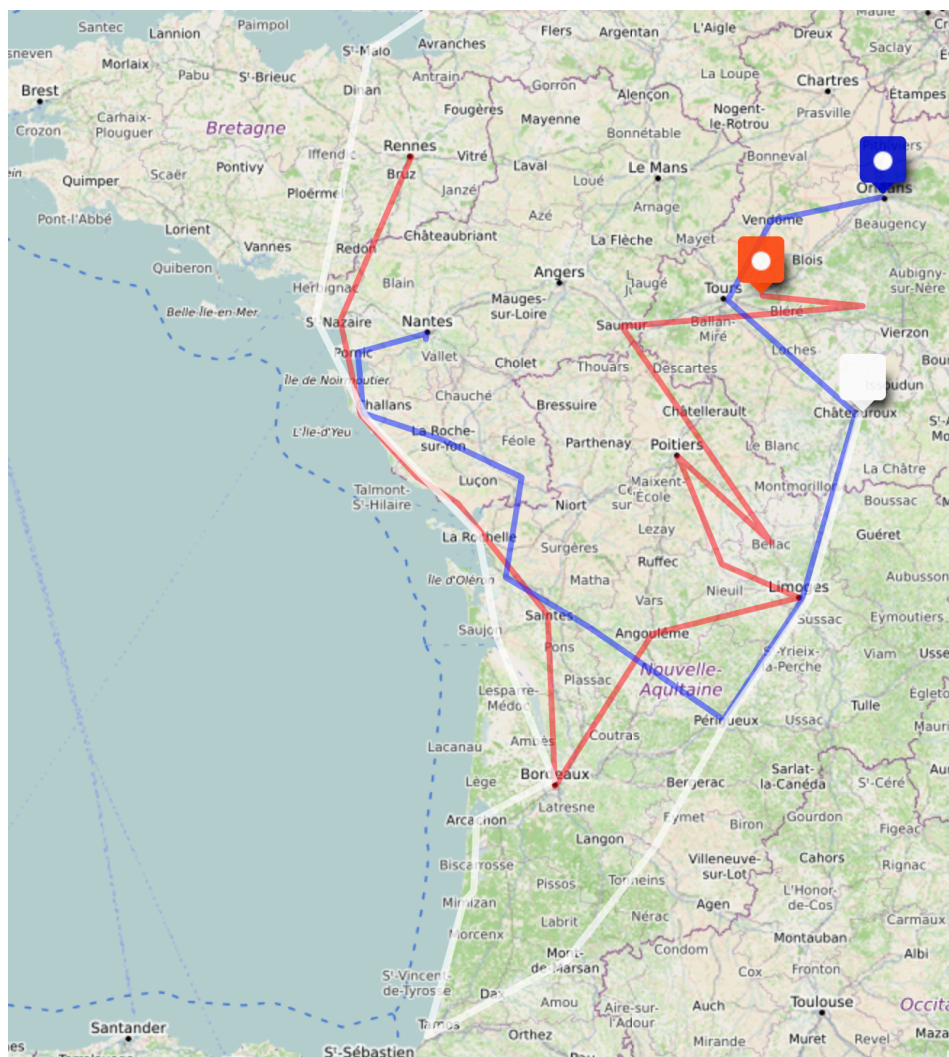 Santec
Lannion
Paimpol
Flers
Argentan
L'Aigle
Dreux
Maule
snéven
Morlaix
Pabu
St-Brieuc
St-Malo
Avranches
Saclay
Brest
Dinan
Antrain
Gorron
Alençon
La Loupe
Chartres
Étampes
Crozon
Carhaix-
Plouguer
Bretagne
Fougères
Mayenne
Nogent-
le-Rotrou
Prasville
Bonnétable
Iffendic
Rennes
Vitré
Laval
Bonneval
Pithiviers
Quimper
Scaër
Pontivy
Bruz
Loué
Le Mans
Ploërmel
Janzé
Orléans
Pont-l'Abbé
Lorient
Azé
Arnage
Vendôme
Beaugency
Vannes
Redon
Châteaubriant
La Flèche
Mayet
Quiberon
Angers
Blois
Aubigny-
sur-Nère
Herbignac
Blain
Tours
Belle-Île-en-Mer
St-Nazaire
Nantes
Mauges-
sur-Loire
Saumur
Ballan-
Miré
Bléré
Vierzon
Pornic
Vallet
Cholet
Thouars
Descartes
Loches
Île de Noirmoutier
Chauché
Issoudun
Challans
Bressuire
Châtellerault
Châteauroux
L'Île-d'Yeu
La Roche-
sur-Yon
Féole
Parthenay
Poitiers
Le Blanc
La Châtre
Talmont-
St-Hilaire
Luçon
Niort
Maixent-
École
Montmorillon
Boussac
La Rochelle
Surgères
Lezay
Ruffec
Bellac
Guéret
Île d'Oléron
Matha
Nieuil
Limoges
Aubusson
Saintes
Vars
Sussac
Eymoutiers
Saujon
Angoulême
Pons
St-Yrieix-
la-Perche
Viam
Lesparre-
Médoc
Plassac
Nouvelle-
Aquitaine
Tulle
Périgueux
Ussac
Lacanau
Ambès
Coutras
Lège
Bordeaux
Bergerac
Sarlat-
la-Canéda
St-Céré
Latresne
Arcachon
Langon
Eymet
Biron
Gourdon
Figeac
Biscarrosse
Villeneuve-
sur-Lot
Cahors
Rignac
Pissos
Tonneins
Mimizan
Agen
L'Honor-
de-Cos
Labrit
Nérac
Carmaux
Morcenx
Condom
Montauban
Albi
Mont-
de-Marsan
St-Vincent-
de-Tyrosse
Cox
Fronton
Dax
Amou
Aire-sur-
l'Adour
Auch
Toulouse
Santander
Tarnos
Orthez
Mirande
Muret
Revel
St-Sébastien